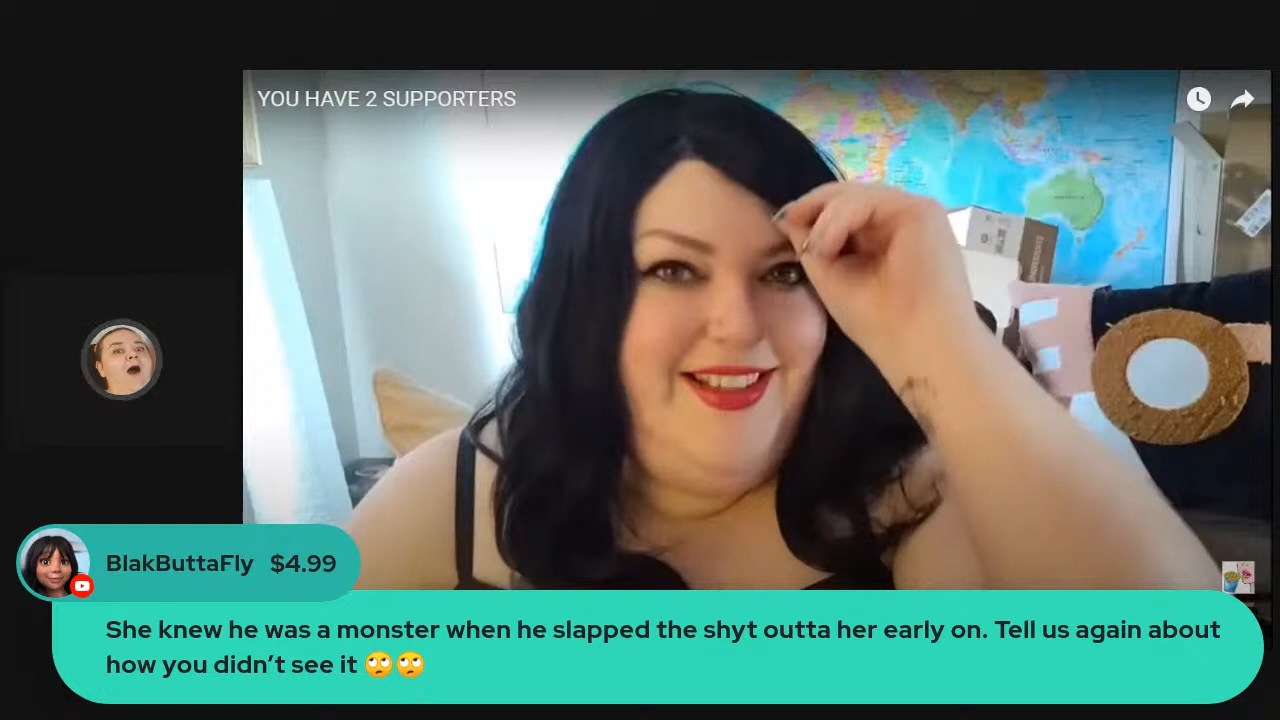 YOU HAVE 2 SUPPORTERS
BlakButtaFly $4.99
She knew he was a monster when he slapped the shyt outta her early on. Tell us again about
how you didn’t see it 🙄🙄